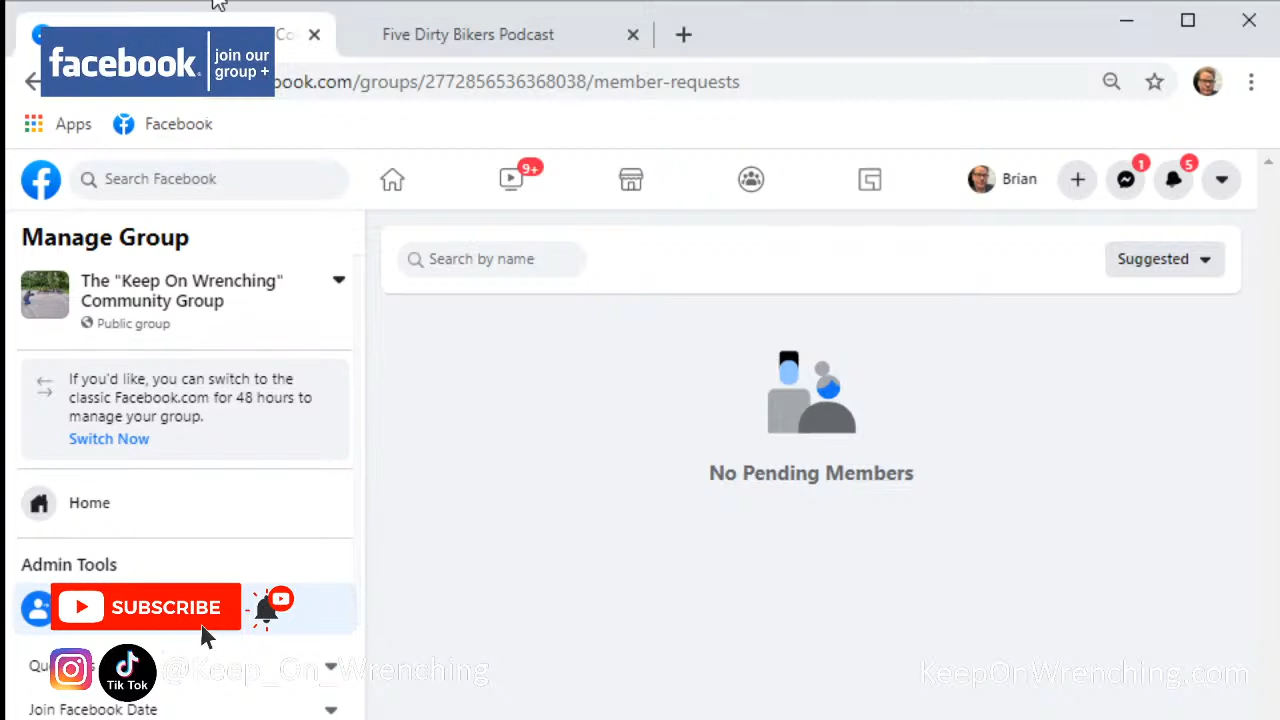 Co
Five Dirty Bikers Podcast
facebook
join our
group +
book.com/groups/2772856536368038/member-requests
Apps
Facebook
Search Facebook
9+
Brian
1
5
Manage Group
The "Keep On Wrenching"
Community Group
Public group
Search by name
Suggested
If you'd like, you can switch to the
classic Facebook.com for 48 hours to
manage your group.
Switch Now
No Pending Members
Home
Admin Tools
SUBSCRIBE
Tik Tok
@Keep_On_Wrenching
KeepOnWrenching.com
Join Facebook Date